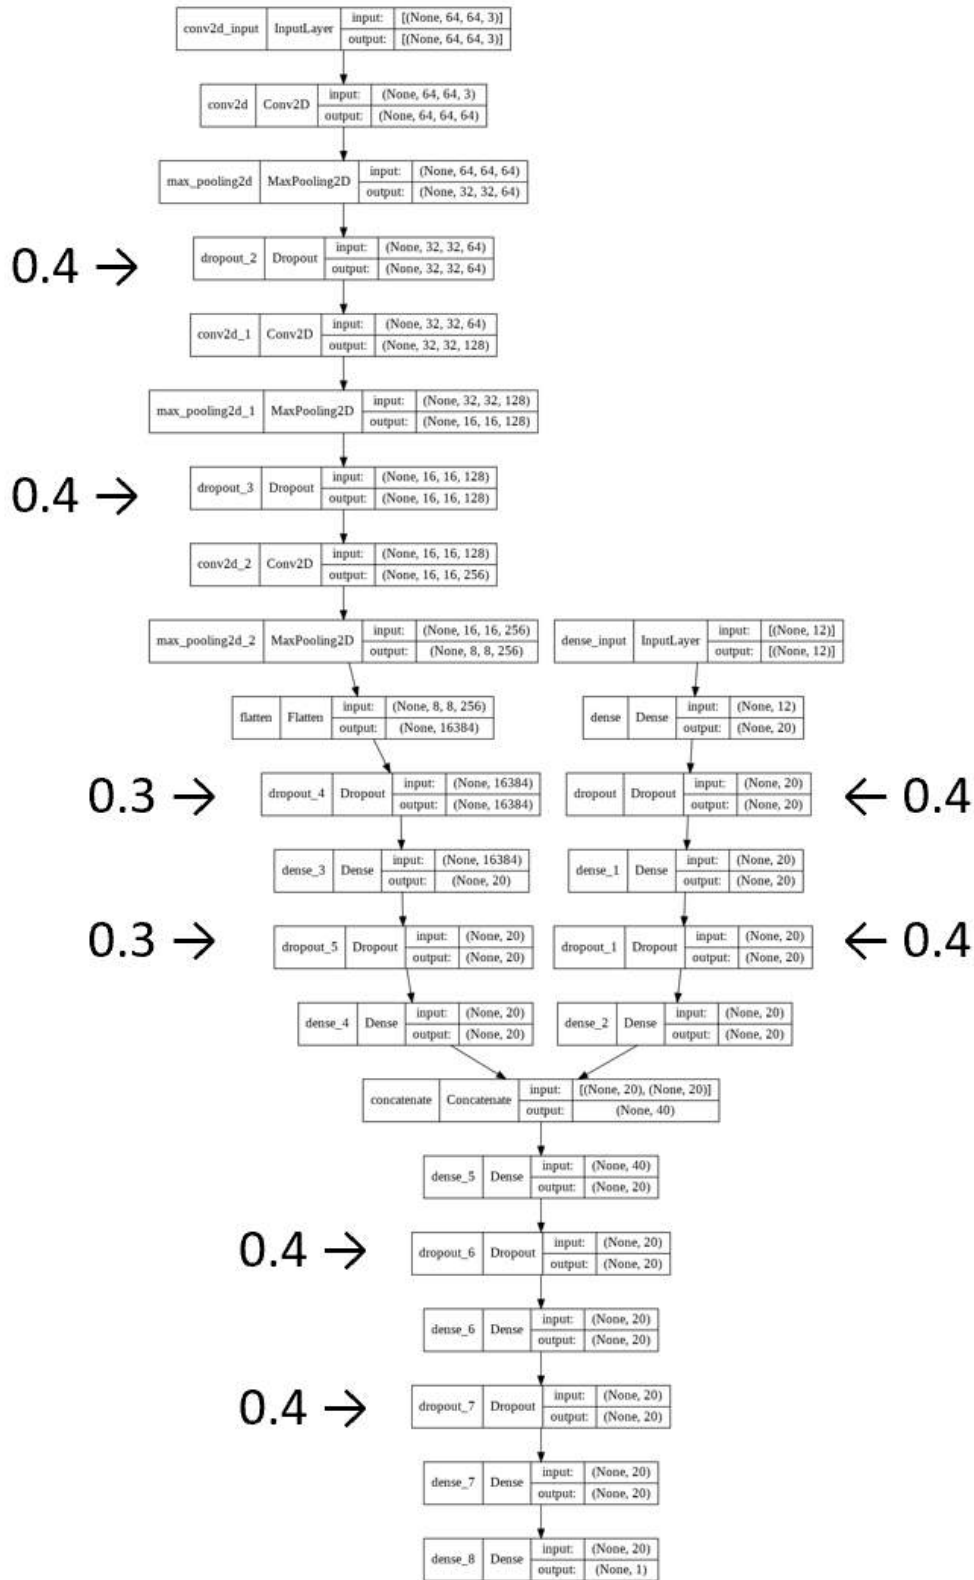 conv2d_input InputLayer input: [(None, 64, 64, 3)]
output: [(None, 64, 64, 3)]
conv2d Conv2D input: (None, 64, 64, 3)
output: (None, 64, 64, 64)
max_pooling2d MaxPooling2D input: (None, 64, 64, 64)
output: (None, 32, 32, 64)
0.4 →
dropout_2 Dropout input: (None, 32, 32, 64)
output: (None, 32, 32, 64)
conv2d_1 Conv2D input: (None, 32, 32, 64)
output: (None, 32, 32, 128)
max_pooling2d_1 MaxPooling2D input: (None, 32, 32, 128)
output: (None, 16, 16, 128)
0.4 →
dropout_3 Dropout input: (None, 16, 16, 128)
output: (None, 16, 16, 128)
conv2d_2 Conv2D input: (None, 16, 16, 128)
output: (None, 16, 16, 256)
max_pooling2d_2 MaxPooling2D input: (None, 16, 16, 256)
output: (None, 8, 8, 256)
dense_input InputLayer input: [(None, 12)]
output: [(None, 12)]
flatten Flatten input: (None, 8, 8, 256)
output: (None, 16384)
dense Dense input: (None, 12)
output: (None, 20)
0.3 →
dropout_4 Dropout input: (None, 16384)
output: (None, 16384)
dropout Dropout input: (None, 20)
output: (None, 20)
← 0.4
dense_3 Dense input: (None, 16384)
output: (None, 20)
dense_1 Dense input: (None, 20)
output: (None, 20)
0.3 →
dropout_5 Dropout input: (None, 20)
output: (None, 20)
dropout_1 Dropout input: (None, 20)
output: (None, 20)
← 0.4
dense_4 Dense input: (None, 20)
output: (None, 20)
dense_2 Dense input: (None, 20)
output: (None, 20)
concatenate Concatenate input: [(None, 20), (None, 20)]
output: (None, 40)
dense_5 Dense input: (None, 40)
output: (None, 20)
0.4 →
dropout_6 Dropout input: (None, 20)
output: (None, 20)
dense_6 Dense input: (None, 20)
output: (None, 20)
0.4 →
dropout_7 Dropout input: (None, 20)
output: (None, 20)
dense_7 Dense input: (None, 20)
output: (None, 20)
dense_8 Dense input: (None, 20)
output: (None, 1)